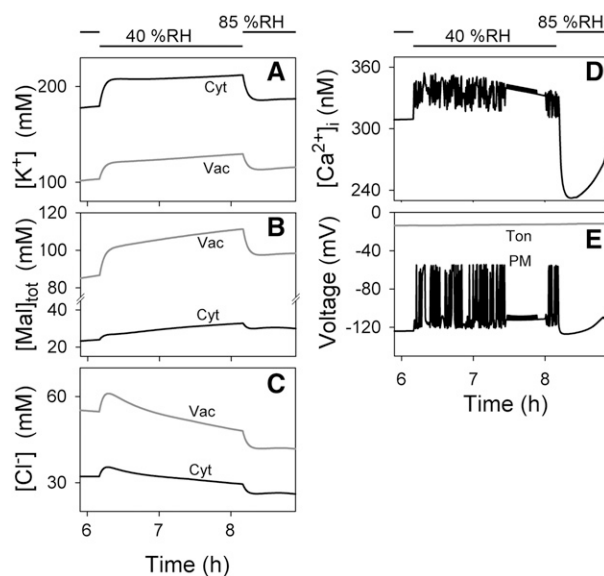 85 %RH
40 %RH
A
200
100
[K⁺] (mM)
Cyt
Vac
B
120
100
80
40
20
[Mal]tot (mM)
Vac
Cyt
C
60
30
[Cl⁻] (mM)
Vac
Cyt
6 7 8
Time (h)
85 %RH
40 %RH
D
360
300
240
[Ca²⁺]i (nM)
E
0
-40
-80
-120
Voltage (mV)
Ton
PM
6 7 8
Time (h)